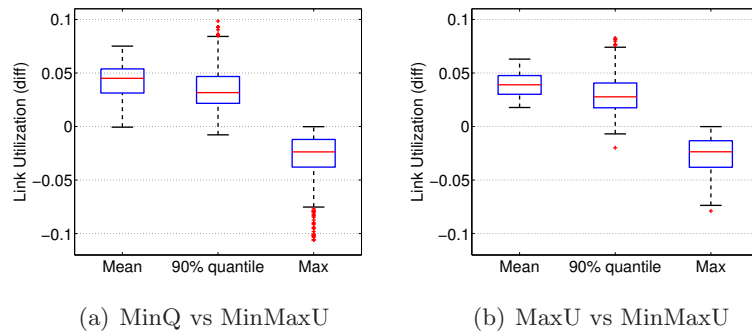 0.1
0.05
0
−0.05
−0.1
Link Utilization (diff)
Mean 90% quantile Max
(a) MinQ vs MinMaxU
0.1
0.05
0
−0.05
−0.1
Link Utilization (diff)
Mean 90% quantile Max
(b) MaxU vs MinMaxU